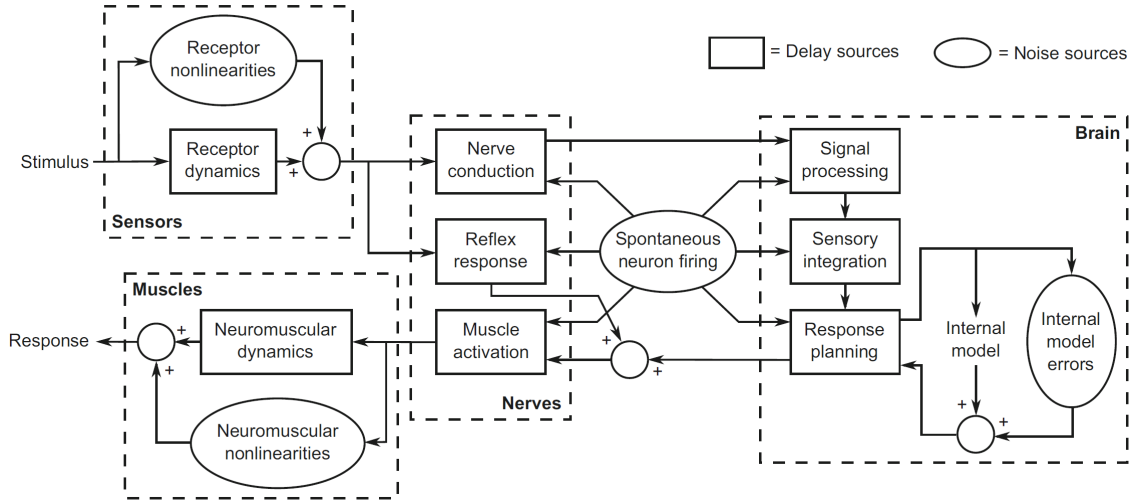 Receptor
nonlinearities
= Delay sources
= Noise sources
Brain
Stimulus
Receptor
dynamics
+
+
Sensors
Nerve
conduction
Signal
processing
Reflex
response
Spontaneous
neuron firing
Sensory
integration
Muscles
Response
Neuromuscular
dynamics
+
+
Muscle
activation
+
+
Response
planning
Internal
model
Internal
model
errors
Nerves
+
+
Neuromuscular
nonlinearities